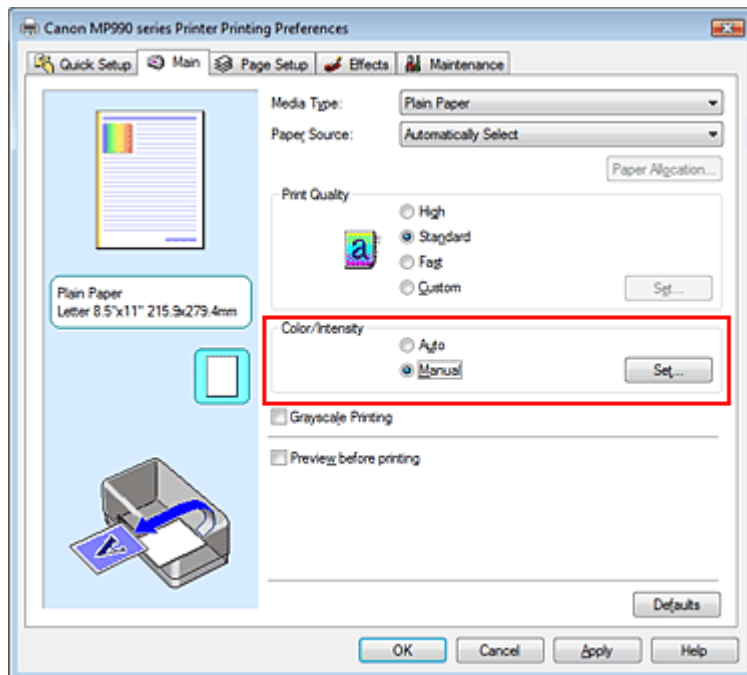 Canon MP990 series Printer Printing Preferences
Quick Setup Main Page Setup Effects Maintenance
Media Type: Plain Paper
Paper Source: Automatically Select
Paper Allocation...
Print Quality
High
a Standard
Fast
Custom Set...
Plain Paper
Letter 8.5"x11" 215.9x279.4mm
Color/Intensity
Auto
Manual Set...
Grayscale Printing
Preview before printing
Defaults
OK Cancel Apply Help